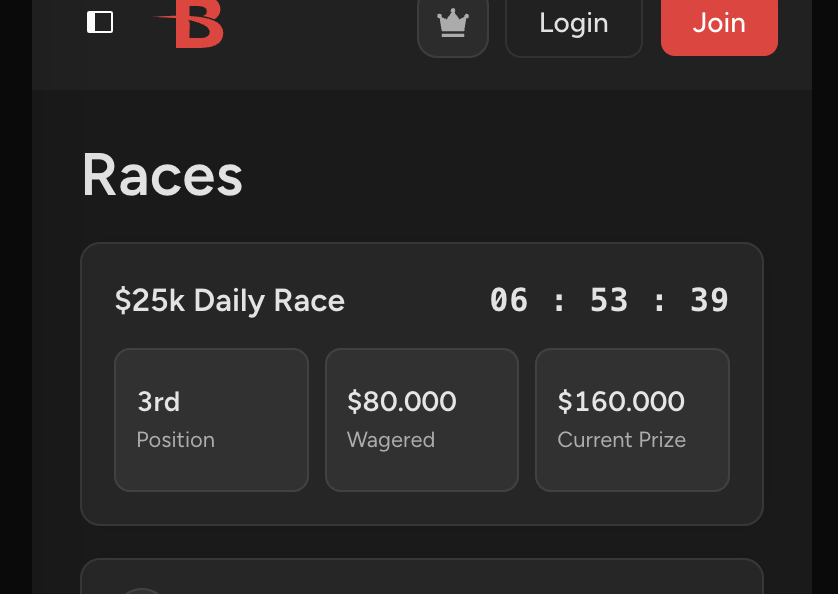 B
Login
Join
Races
$25k Daily Race
06 : 53 : 39
3rd
Position
$80.000
Wagered
$160.000
Current Prize